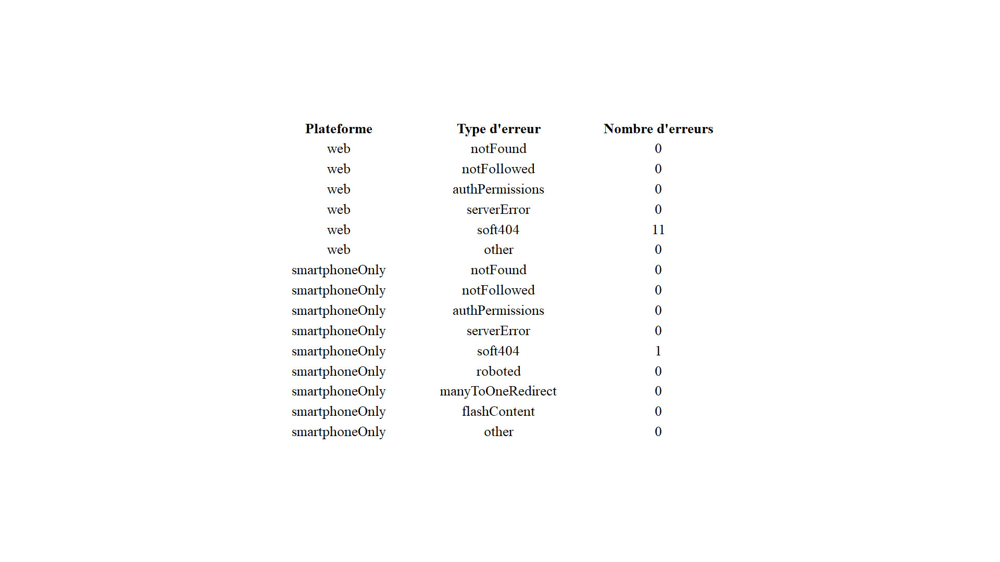 Plateforme Type d'erreur Nombre d'erreurs
web notFound 0
web notFollowed 0
web authPermissions 0
web serverError 0
web soft404 11
web other 0
smartphoneOnly notFound 0
smartphoneOnly notFollowed 0
smartphoneOnly authPermissions 0
smartphoneOnly serverError 0
smartphoneOnly soft404 1
smartphoneOnly roboted 0
smartphoneOnly manyToOneRedirect 0
smartphoneOnly flashContent 0
smartphoneOnly other 0